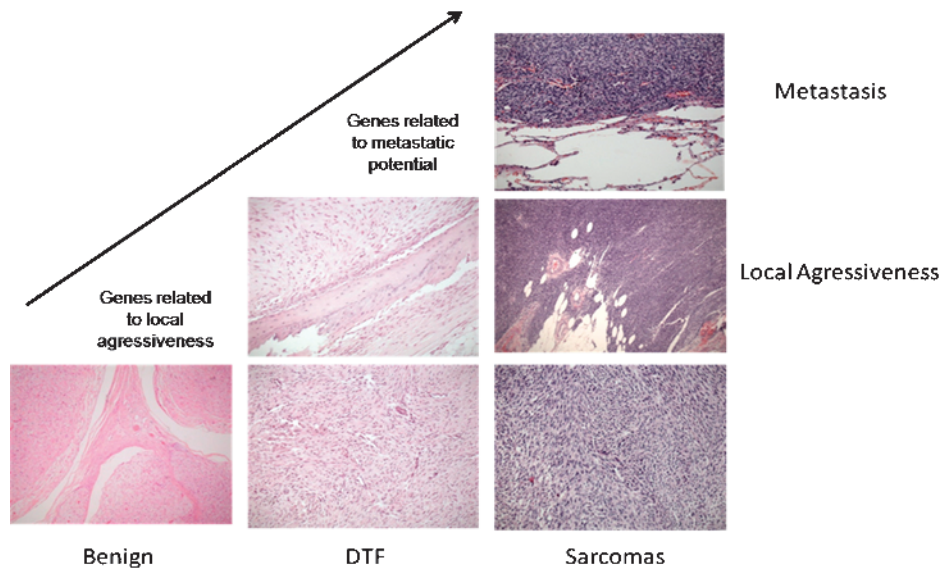 Metastasis
Genes related
to metastatic
potential
Local Agressiveness
Genes related
to local
agressiveness
Benign
DTF
Sarcomas